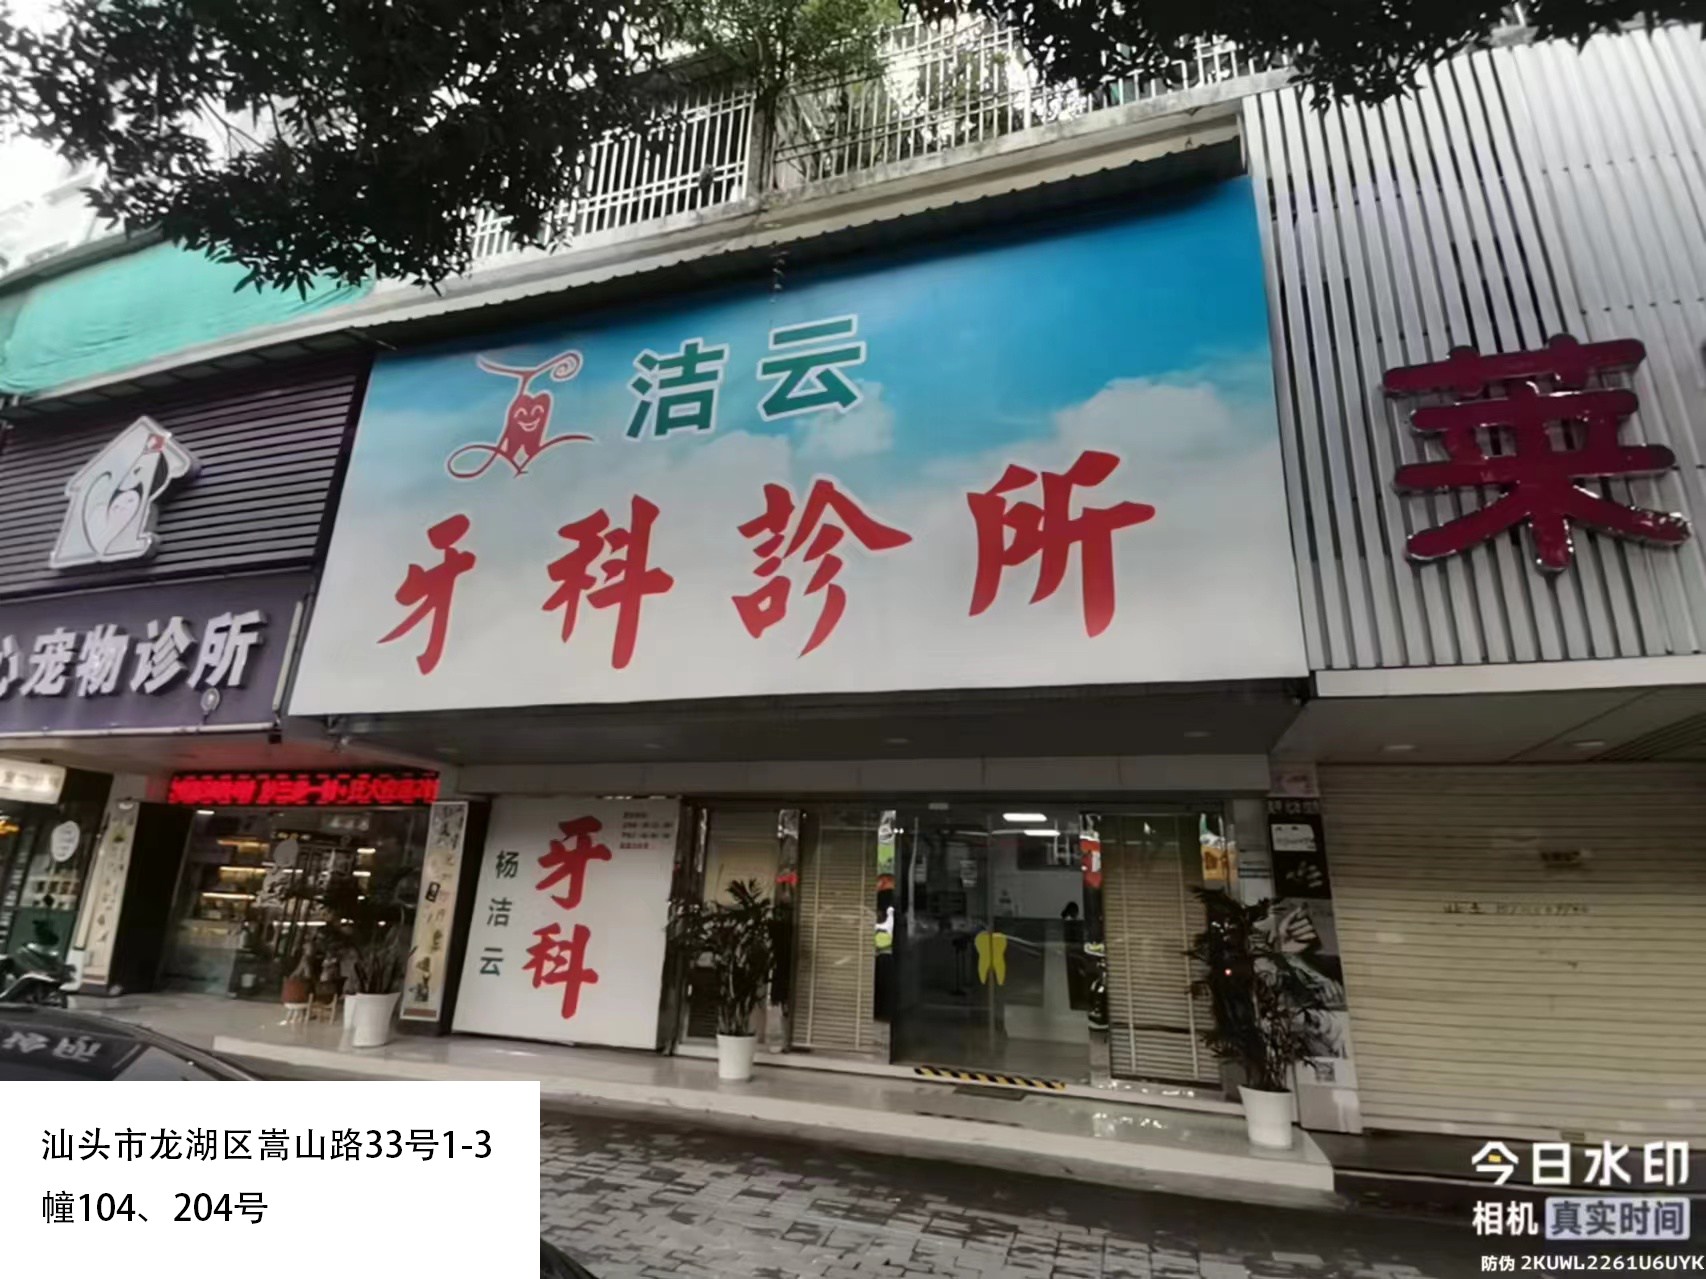 洁云
牙科診所
心宠物诊所
莱
杨洁云
牙科
汕头市龙湖区嵩山路33号1-3
幢104、204号
今日水印
相机 真实时间
防伪 2KUWL2261U6UYK